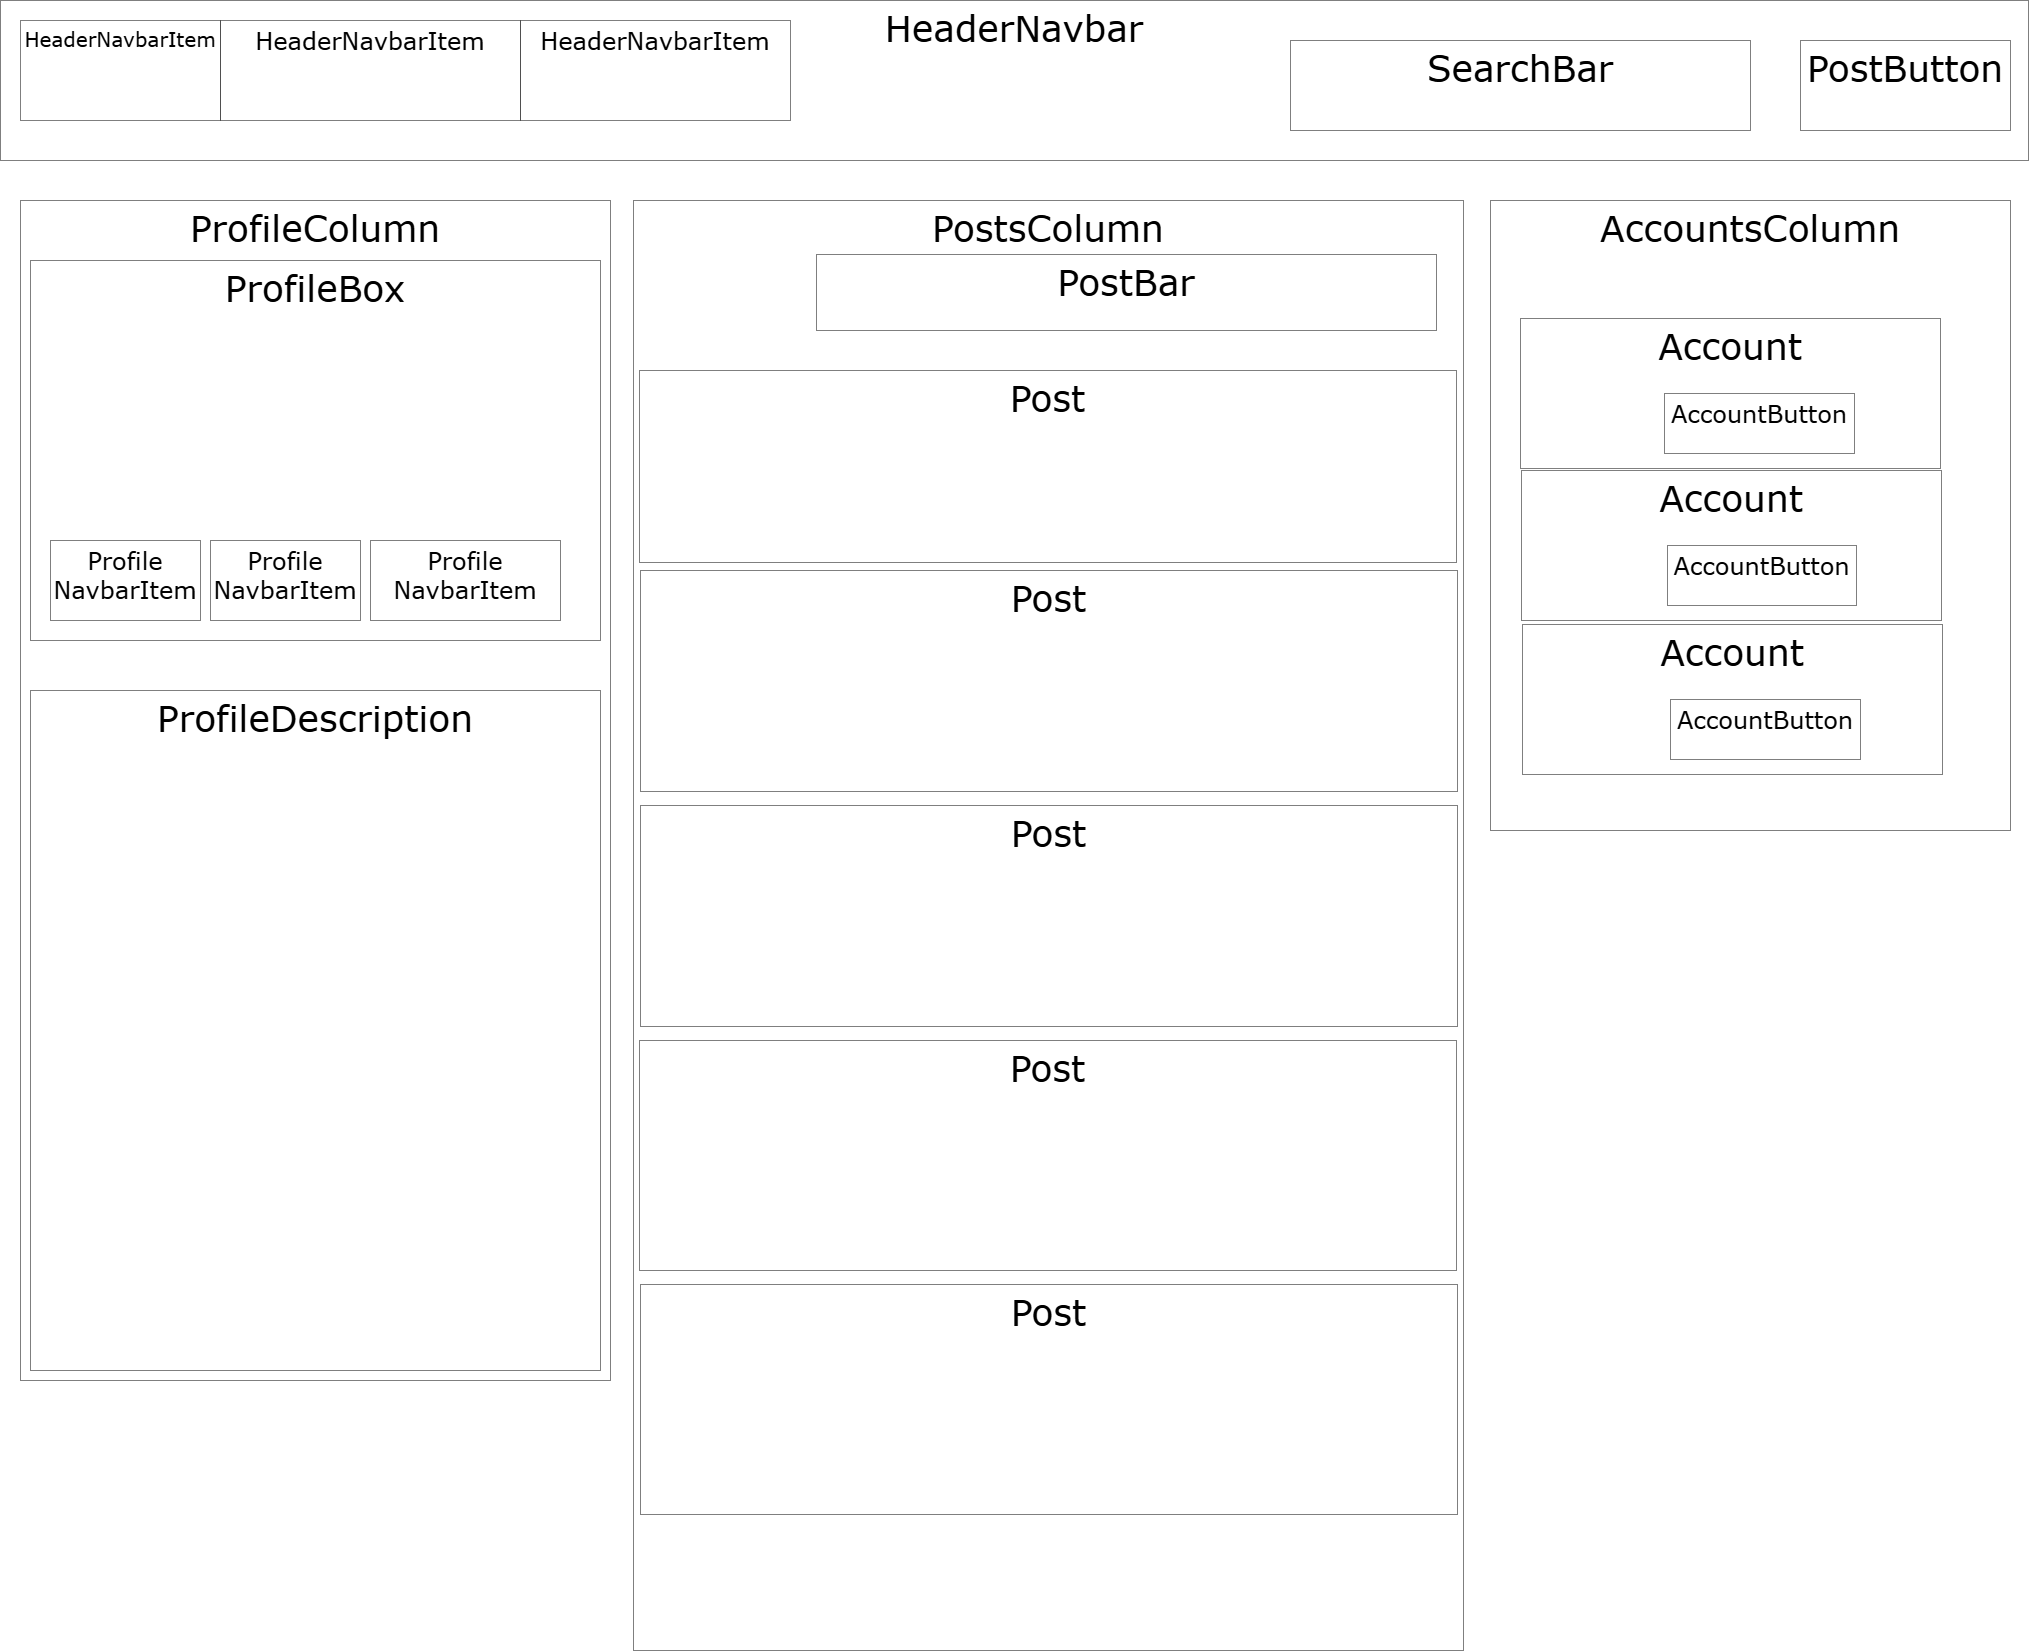 HeaderNavbar
HeaderNavbarItem
HeaderNavbarItem
HeaderNavbarItem
SearchBar
PostButton
ProfileColumn
ProfileBox
Profile
NavbarItem
Profile
NavbarItem
Profile
NavbarItem
ProfileDescription
PostsColumn
PostBar
Post
Post
Post
Post
Post
AccountsColumn
Account
AccountButton
Account
AccountButton
Account
AccountButton